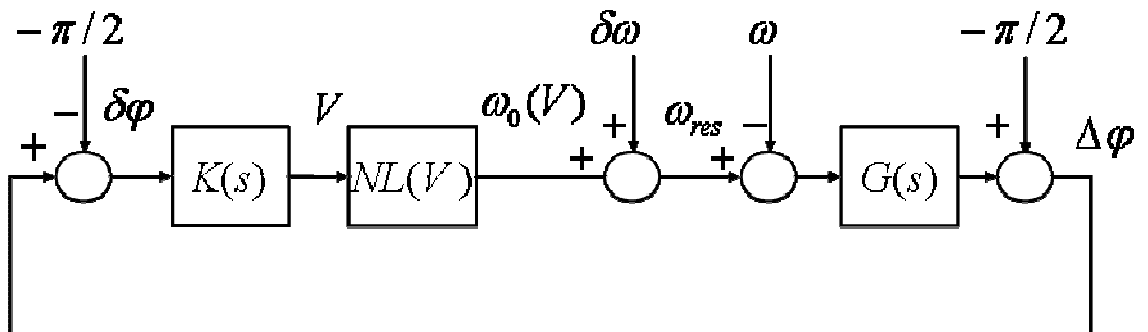 − π / 2
δω
ω
− π / 2
−
δφ
V
ω₀(V)
+
ω_res
−
+
Δφ
+
K(s)
NL(V)
+
+
G(s)